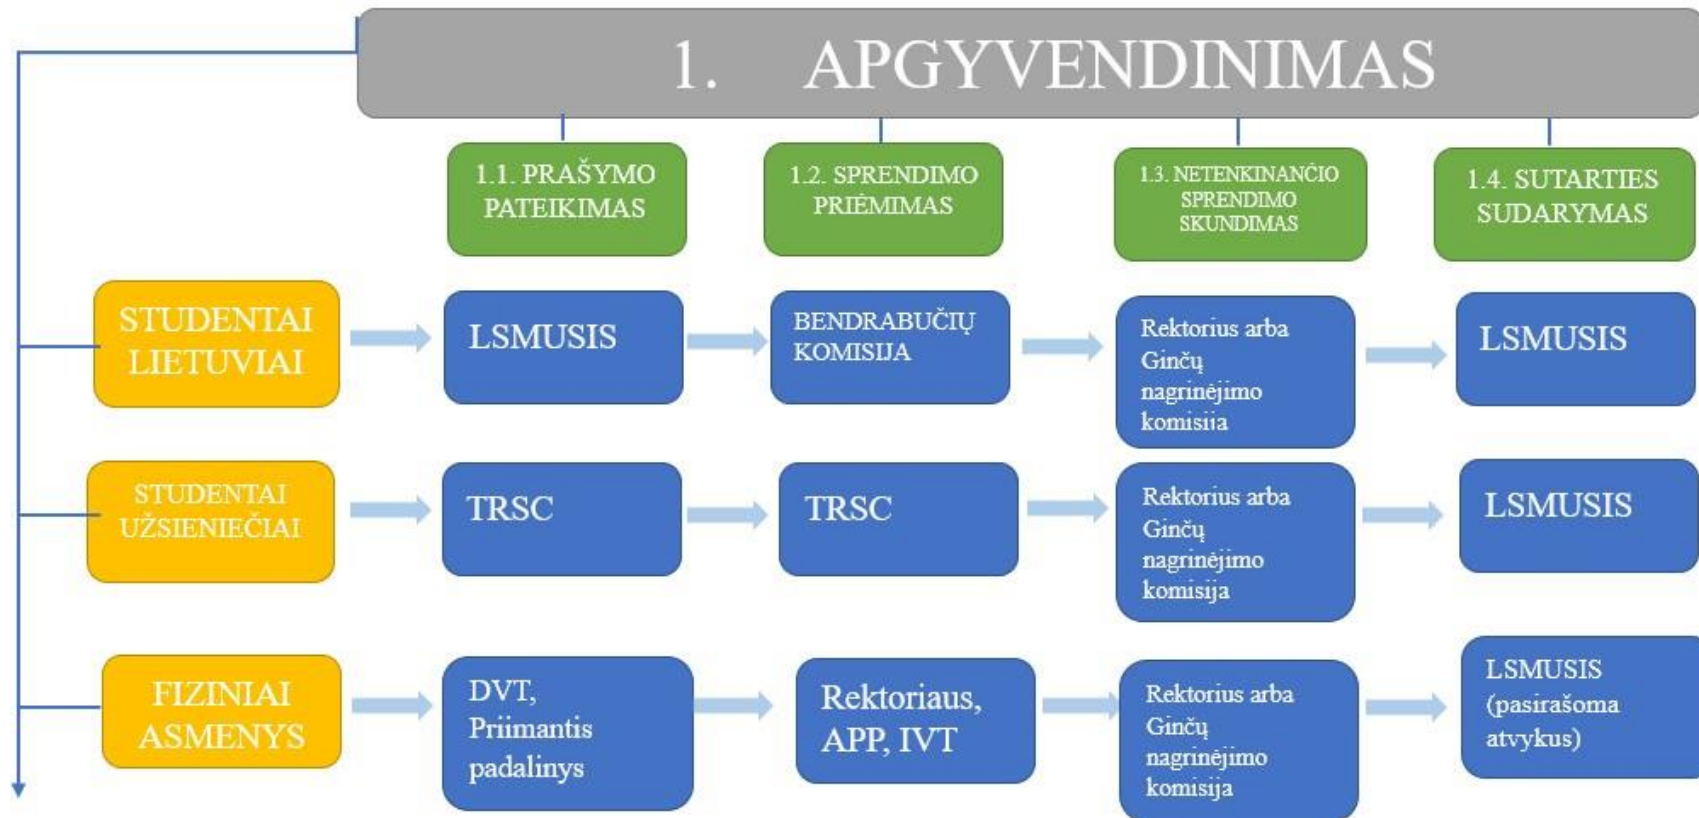 1. APGYVENDINIMAS
1.1. PRAŠYMO
PATEIKIMAS
1.2. SPRENDIMO
PRIĖMIMAS
1.3. NETENKINANČIO
SPRENDIMO
SKUNDIMAS
1.4. SUTARTIES
SUDARYMAS
STUDENTAI
LIETUVIAI
LSMUSIS
BENDRABUČIŲ
KOMISIJA
Rektorius arba
Ginčų
nagrinėjimo
komisija
LSMUSIS
STUDENTAI
UŽSIENIEČIAI
TRSC
TRSC
Rektorius arba
Ginčų
nagrinėjimo
komisija
LSMUSIS
FIZINIAI
ASMENYS
DVT,
Priimantis
padalinys
Rektoriaus,
APP, IVT
Rektorius arba
Ginčų
nagrinėjimo
komisija
LSMUSIS
(pasirašoma
atvykus)